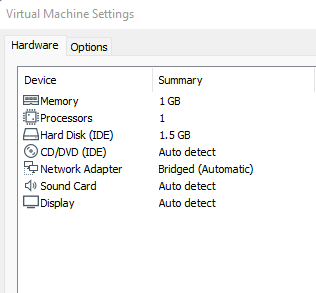 Virtual Machine Settings
Hardware Options
Device Summary
Memory 1 GB
Processors 1
Hard Disk (IDE) 1.5 GB
CD/DVD (IDE) Auto detect
Network Adapter Bridged (Automatic)
Sound Card Auto detect
Display Auto detect